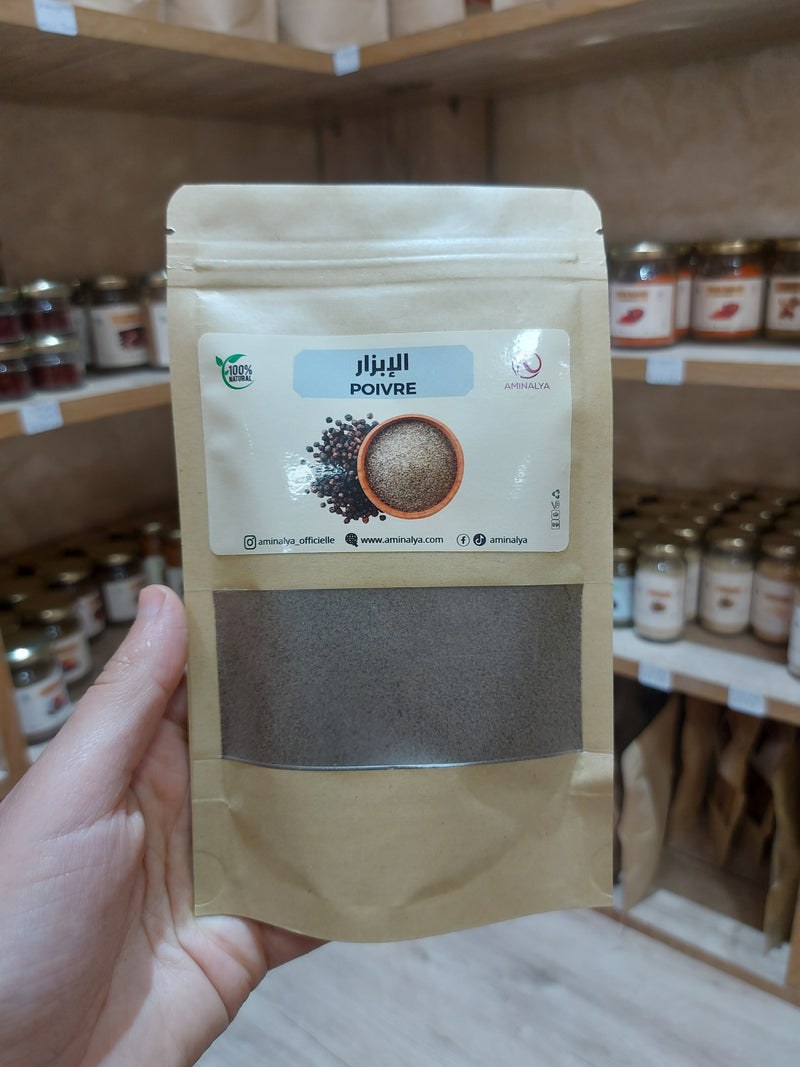 100%
NATURAL
الإبزار
POIVRE
AMINALYA
aminalya_officielle
www.aminalya.com
aminalya